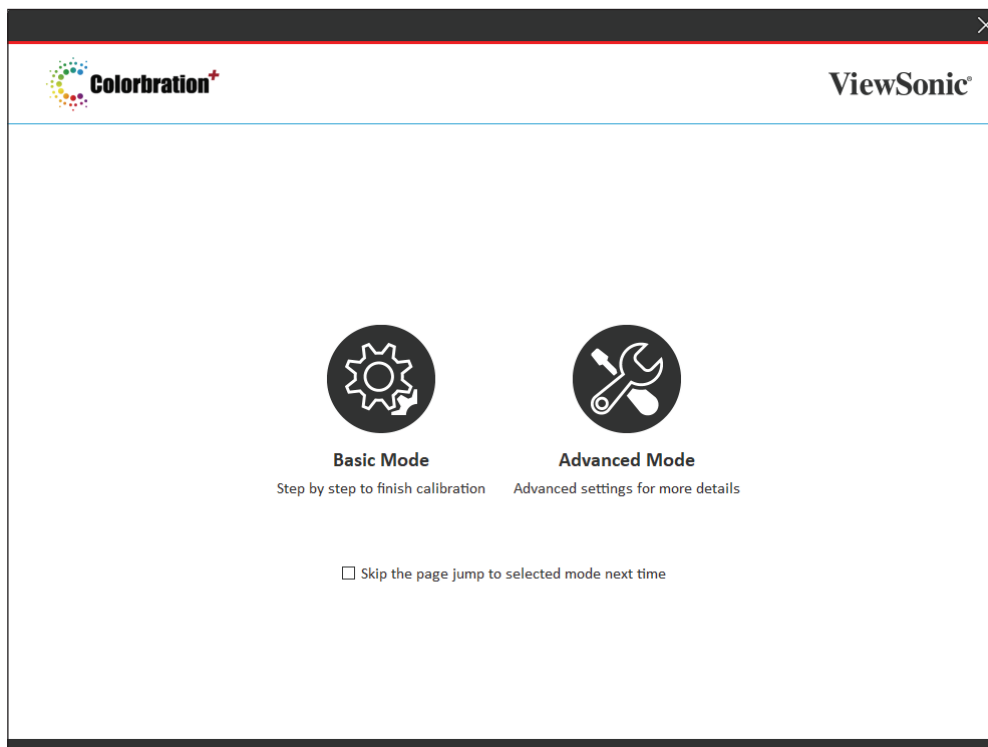 Colorbration+
ViewSonic®
Basic Mode
Advanced Mode
Step by step to finish calibration
Advanced settings for more details
Skip the page jump to selected mode next time